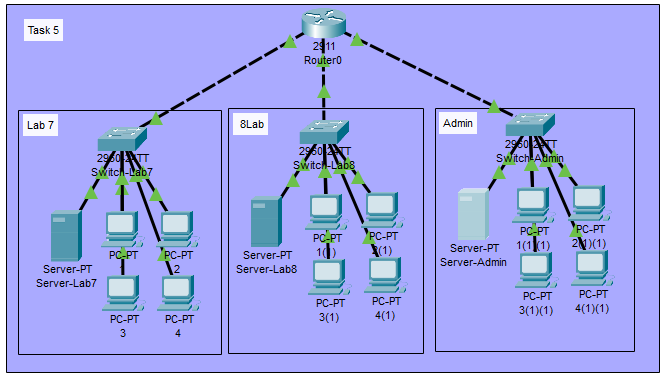 Task 5
2911
Router0
Lab 7
2960-24TT
Switch-Lab7
Server-PT
Server-Lab7
PC-PT
1
PC-PT
2
PC-PT
3
PC-PT
4
8Lab
2960-24TT
Switch-Lab8
Server-PT
Server-Lab8
PC-PT
1(1)
PC-PT
2(1)
PC-PT
3(1)
PC-PT
4(1)
Admin
2960-24TT
Switch-Admin
Server-PT
Server-Admin
PC-PT
1(1)(1)
PC-PT
2(1)(1)
PC-PT
3(1)(1)
PC-PT
4(1)(1)